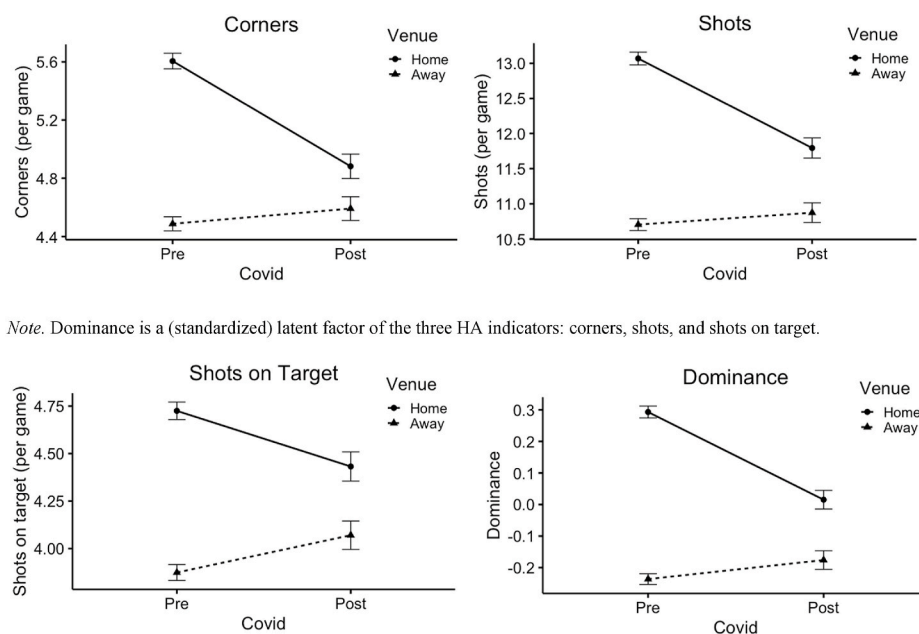 Corners
Venue
Home
Away
Corners (per game)
5.6
5.2
4.8
4.4
Pre
Post
Covid
Shots
Venue
Home
Away
Shots (per game)
13.0
12.5
12.0
11.5
11.0
10.5
Pre
Post
Covid
Note. Dominance is a (standardized) latent factor of the three HA indicators: corners, shots, and shots on target.
Shots on Target
Venue
Home
Away
Shots on target (per game)
4.75
4.50
4.25
4.00
Pre
Post
Covid
Dominance
Venue
Home
Away
Dominance
0.3
0.2
0.1
0.0
-0.1
-0.2
Pre
Post
Covid